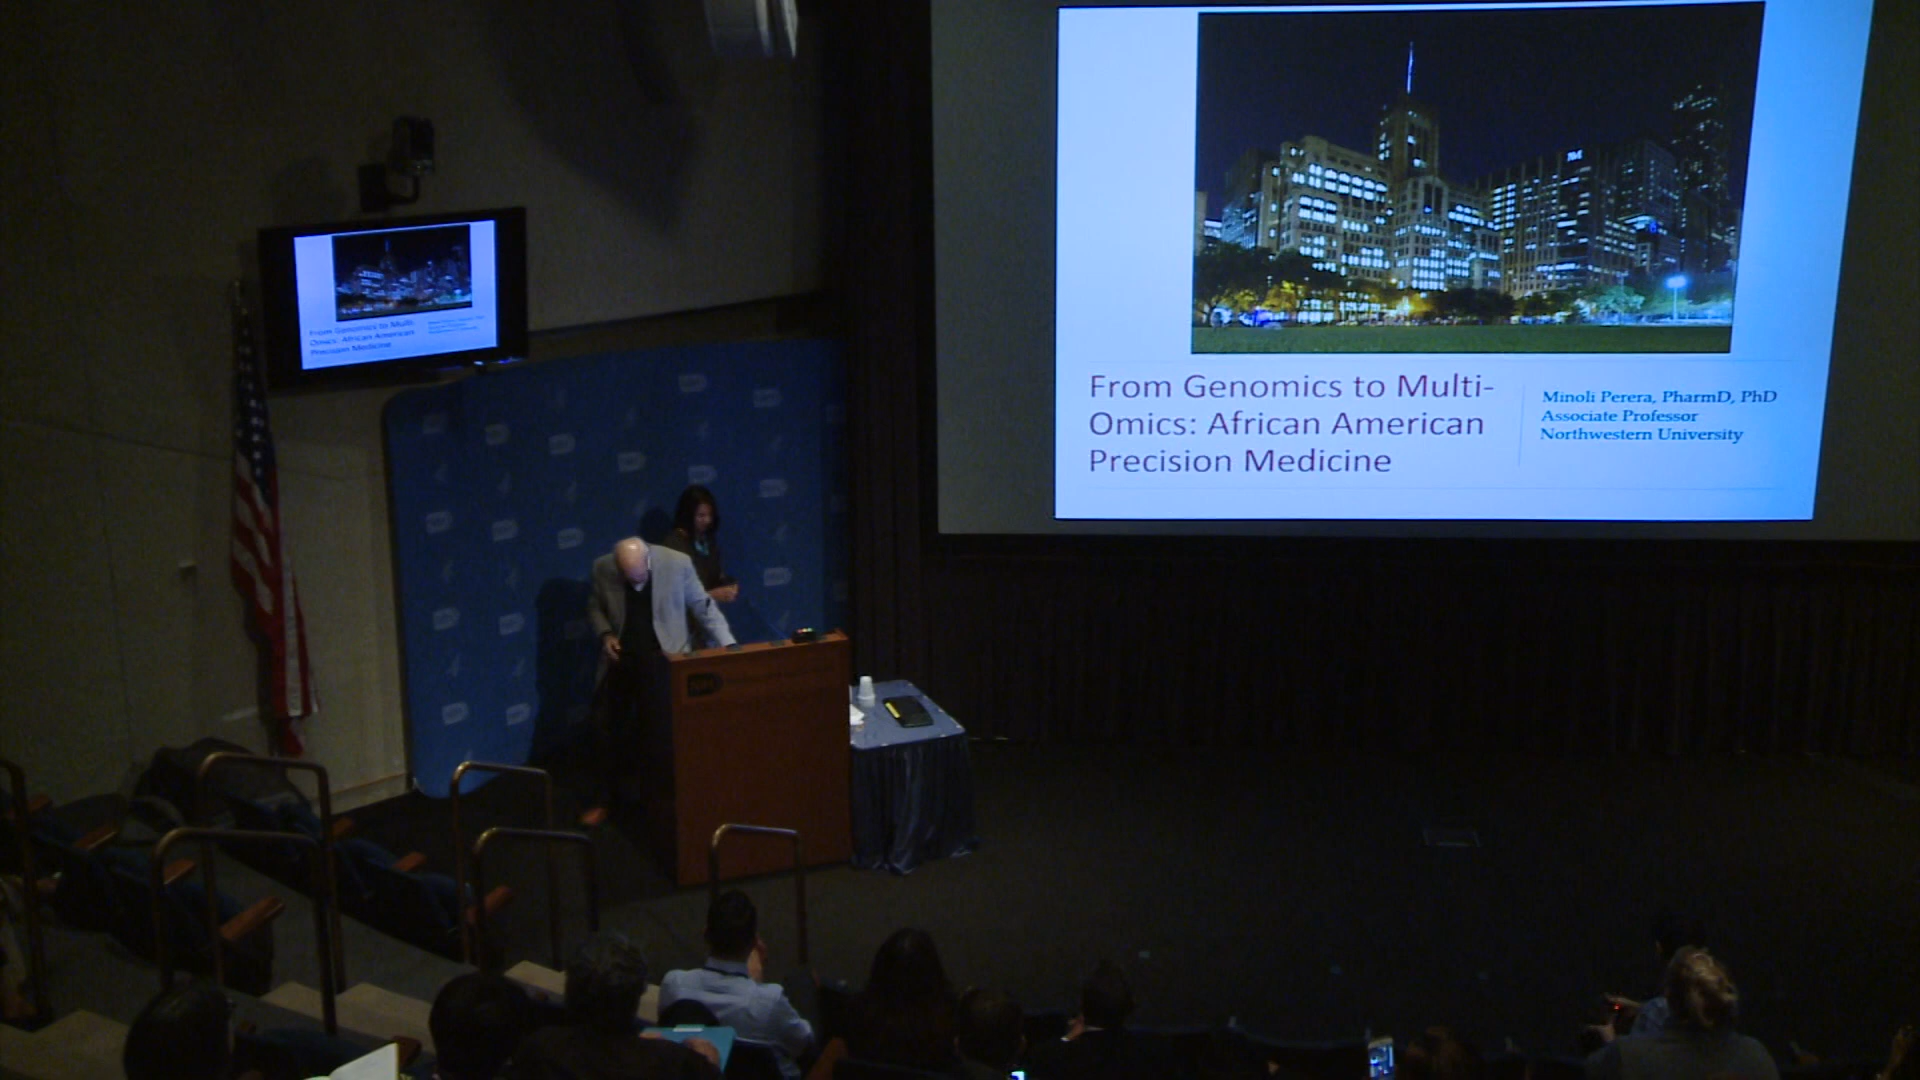 From Genomics to Multi-
Omics: African American
Precision Medicine
Minoli Perera, PharmD, PhD
Associate Professor
Northwestern University
From Genomics to Multi-
Omics: African American
Precision Medicine